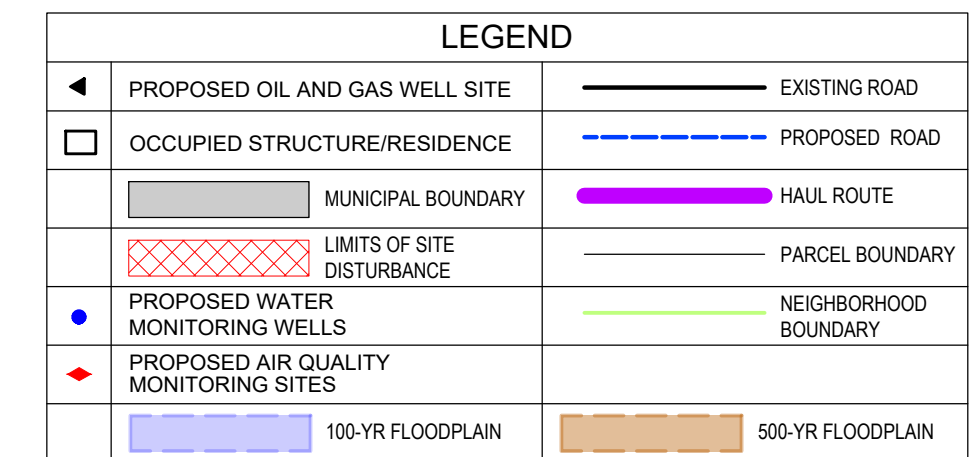 LEGEND
PROPOSED OIL AND GAS WELL SITE
EXISTING ROAD
OCCUPIED STRUCTURE/RESIDENCE
PROPOSED ROAD
MUNICIPAL BOUNDARY
HAUL ROUTE
LIMITS OF SITE
DISTURBANCE
PARCEL BOUNDARY
PROPOSED WATER
MONITORING WELLS
NEIGHBORHOOD
BOUNDARY
PROPOSED AIR QUALITY
MONITORING SITES
100-YR FLOODPLAIN
500-YR FLOODPLAIN